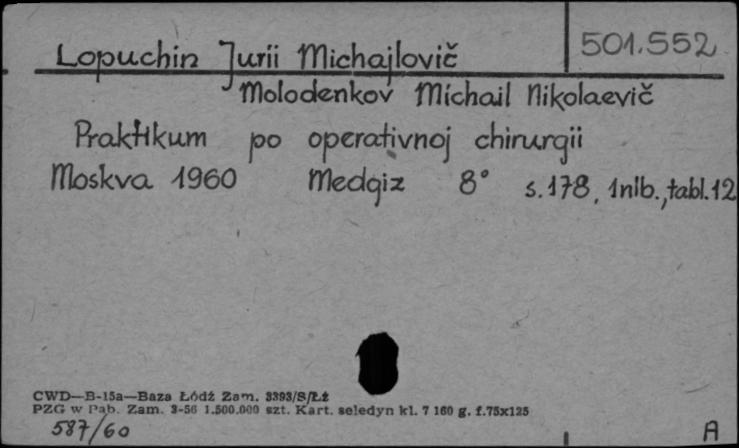 Lopuchin Jurii Michajlovič 501.552
Molodenkov Michail Nikolaevič
Praktikum po operativnoj chirurgii
Moskva 1960 Medgiz 8° s.178, 1nlb., tabl.12
CWD—B-15a—Baza Łódź Zam. 3393/S/Łż
PZG w Pab. Zam. 3-56 1.500.000 szt. Kart. seledyn kl. 7 160 g. f.75x125
587/60 A